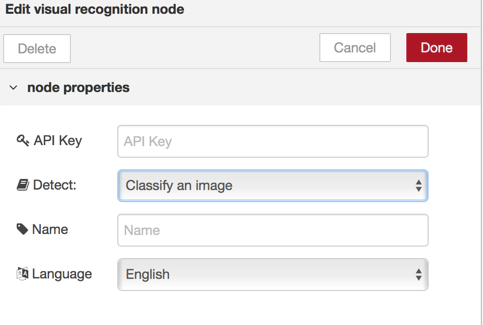 Edit visual recognition node
Delete Cancel Done
node properties
API Key API Key
Detect: Classify an image
Name Name
Language English